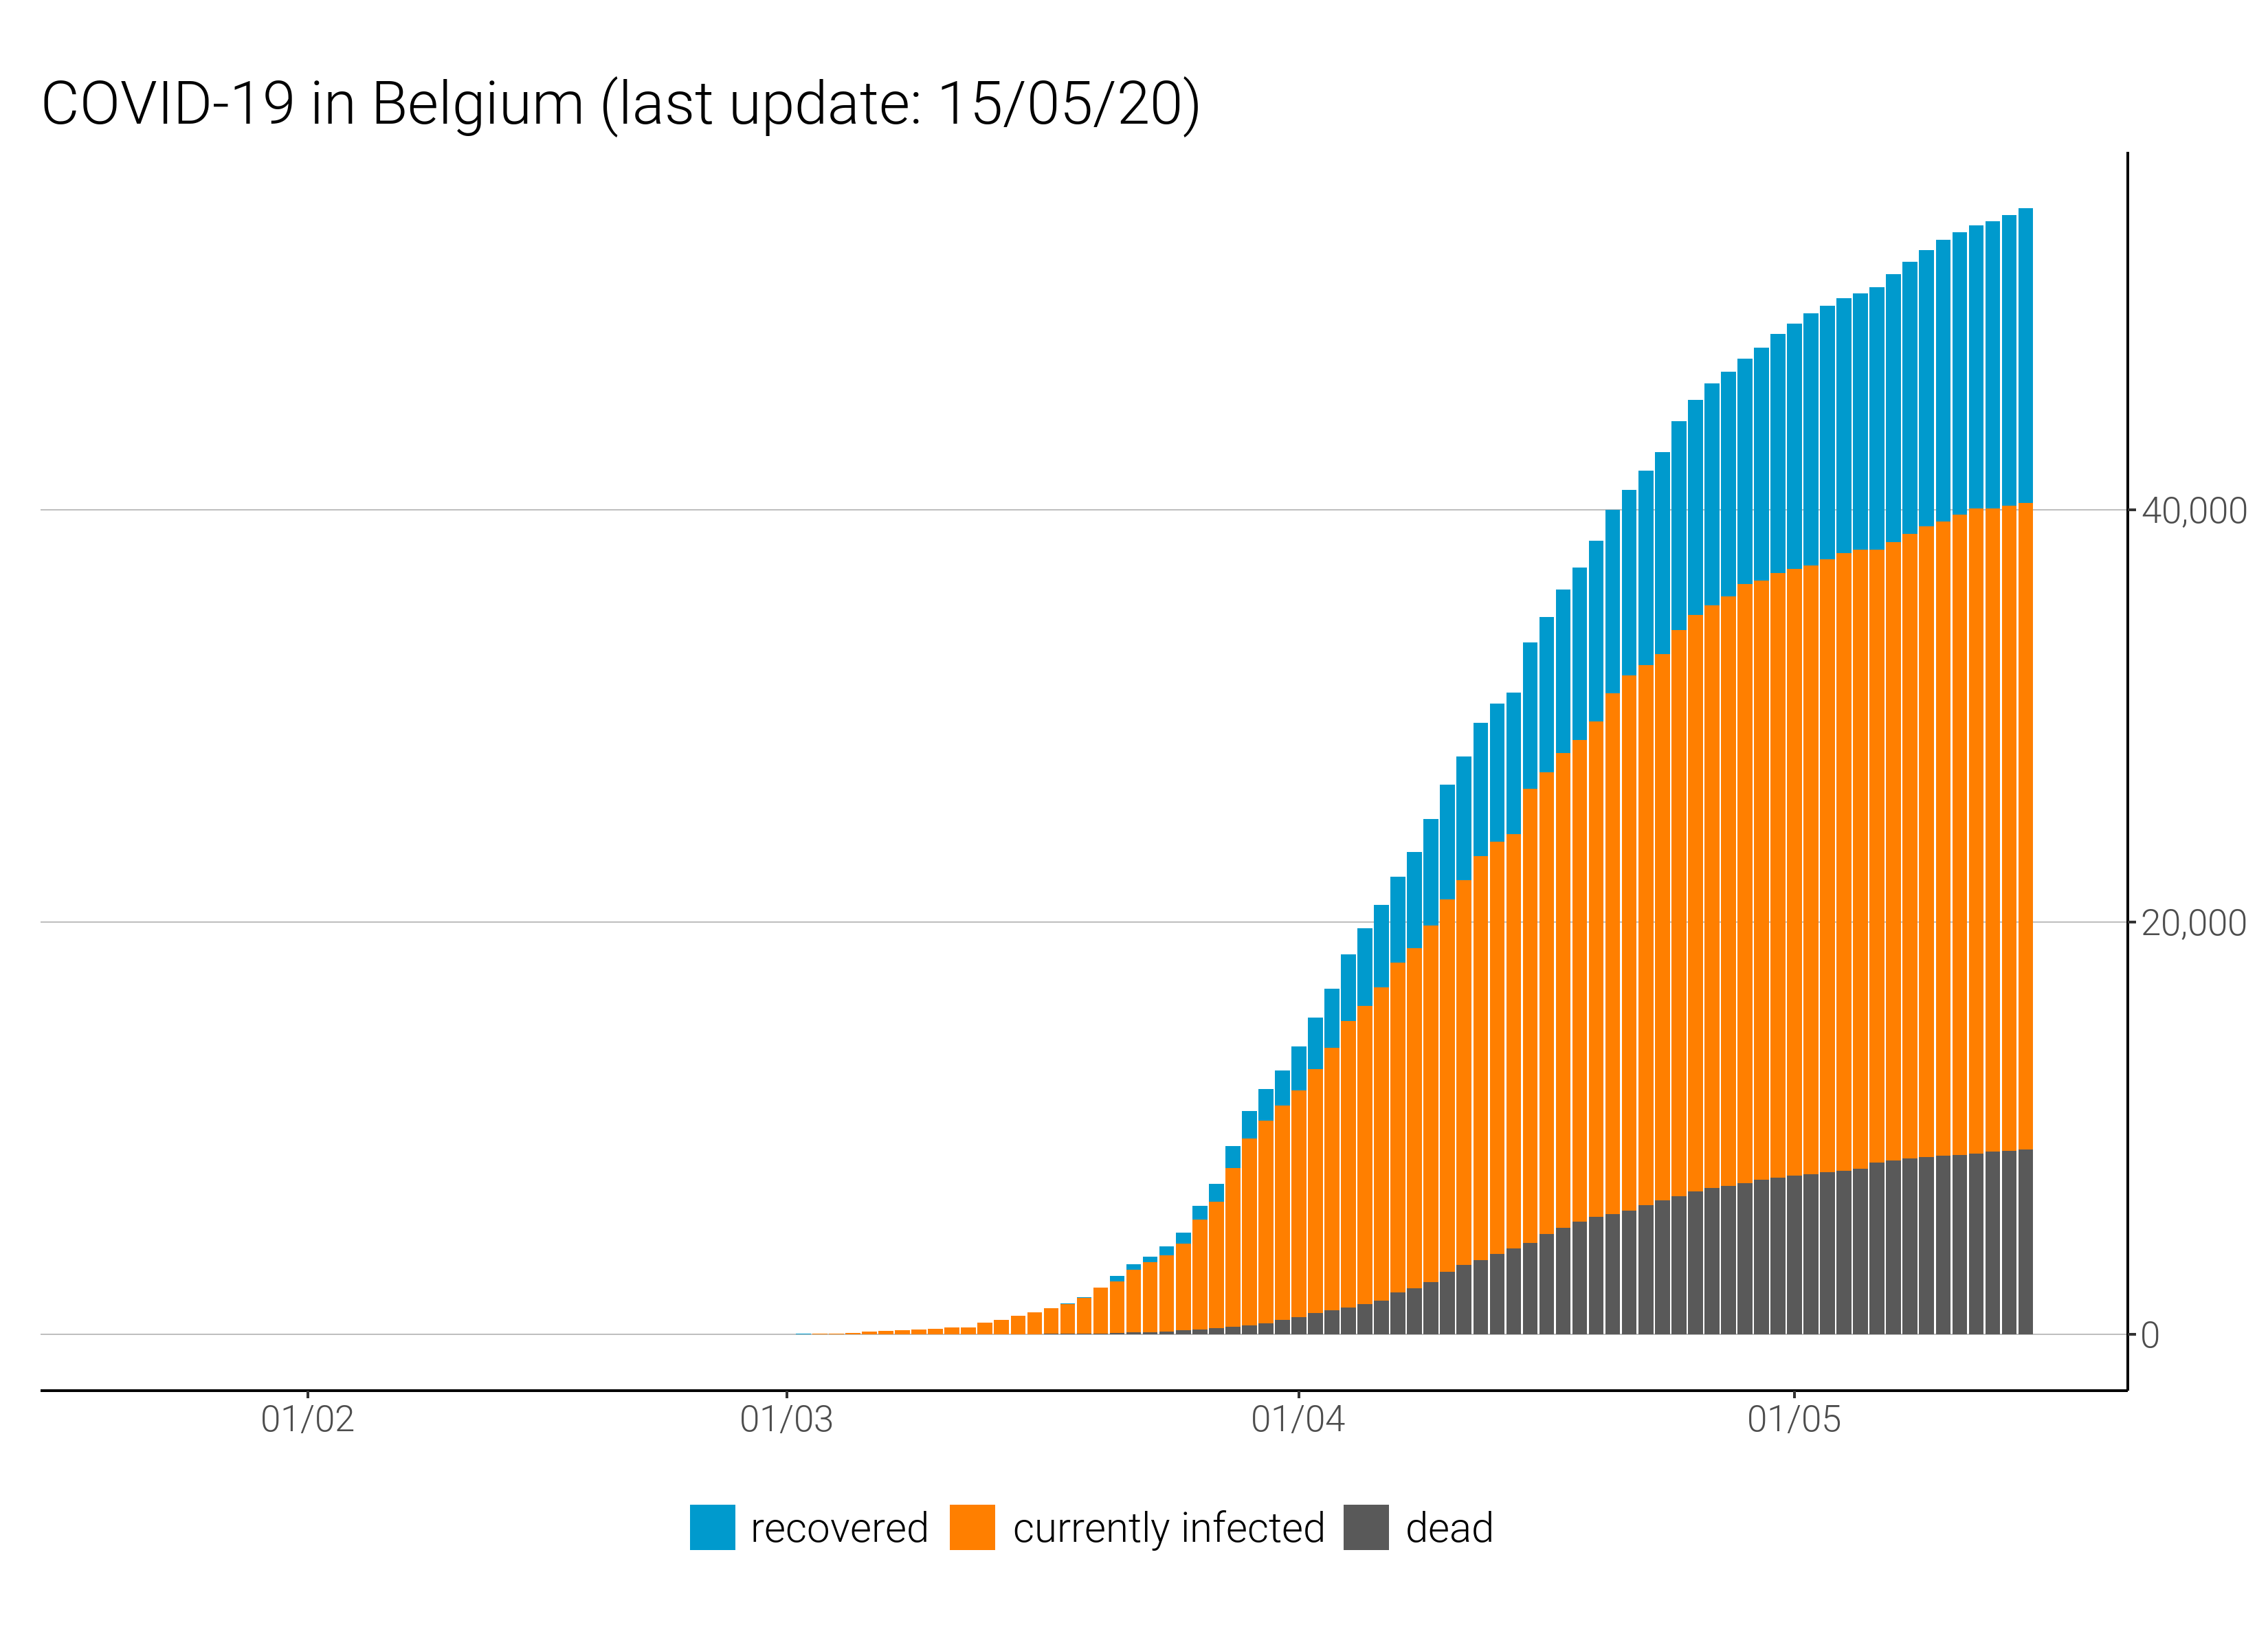 COVID-19 in Belgium (last update: 15/05/20)
40,000
20,000
0
01/02 01/03 01/04 01/05
recovered currently infected dead